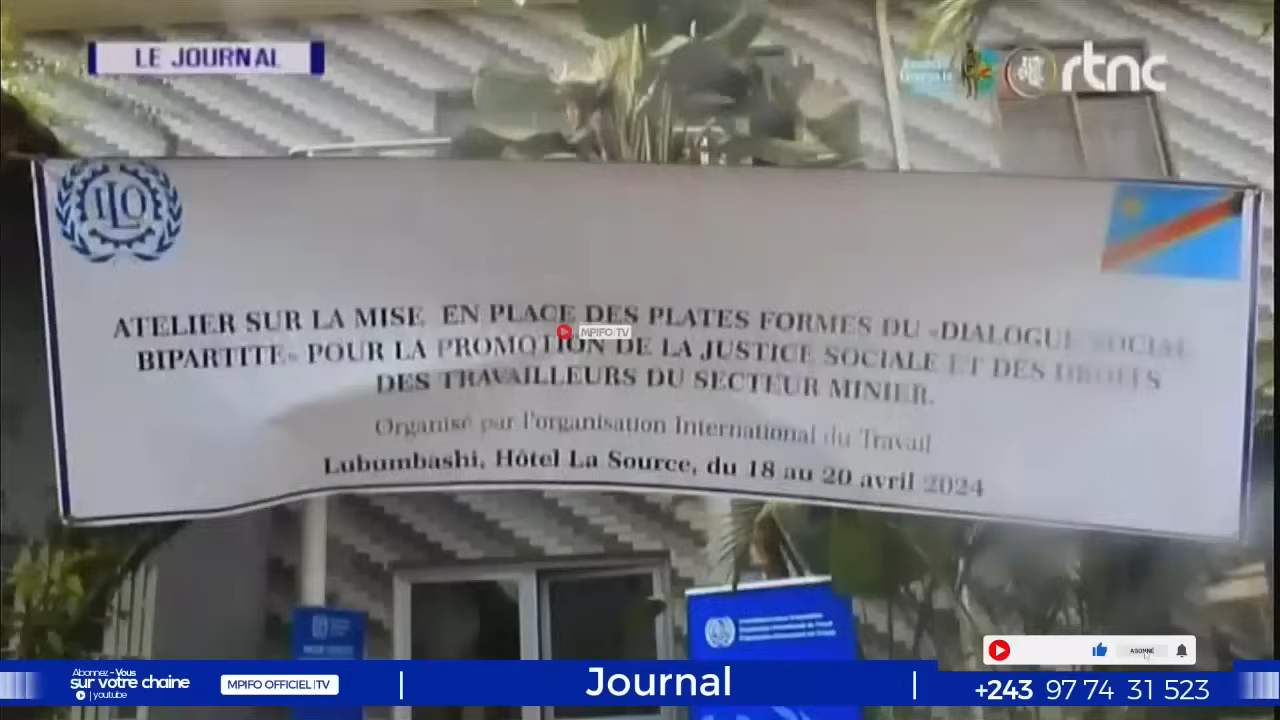 LE JOURNAL
rtnc
ILO
ATELIER SUR LA MISE EN PLACE DES PLATES FORMES DU «DIALOGUE SOCIAL
BIPARTITE» POUR LA PROMOTION DE LA JUSTICE SOCIALE ET DES DROITS
DES TRAVAILLEURS DU SECTEUR MINIER.
MPIFO TV
Organisé par l'organisation International du Travail
Lubumbashi, Hôtel La Source, du 18 au 20 avril 2024
ABONNÉ
Abonnez-Vous
sur votre chaine
youtube
MPIFO OFFICIEL TV
Journal
+243 97 74 31 523